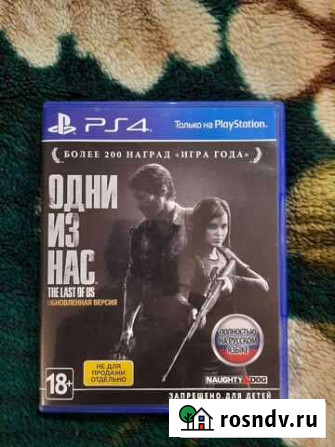 PS4
Только на PlayStation.
БОЛЕЕ 200 НАГРАД «ИГРА ГОДА»
ОДНИ
ИЗ
НАС
THE LAST OF US
ОБНОВЛЕННАЯ ВЕРСИЯ
НЕ ДЛЯ
ПРОДАЖИ
ОТДЕЛЬНО
ПОЛНОСТЬЮ
НА РУССКОМ
ЯЗЫКЕ
18+
NAUGHTY DOG
ЗАПРЕЩЕНО ДЛЯ ДЕТЕЙ
rosndv.ru